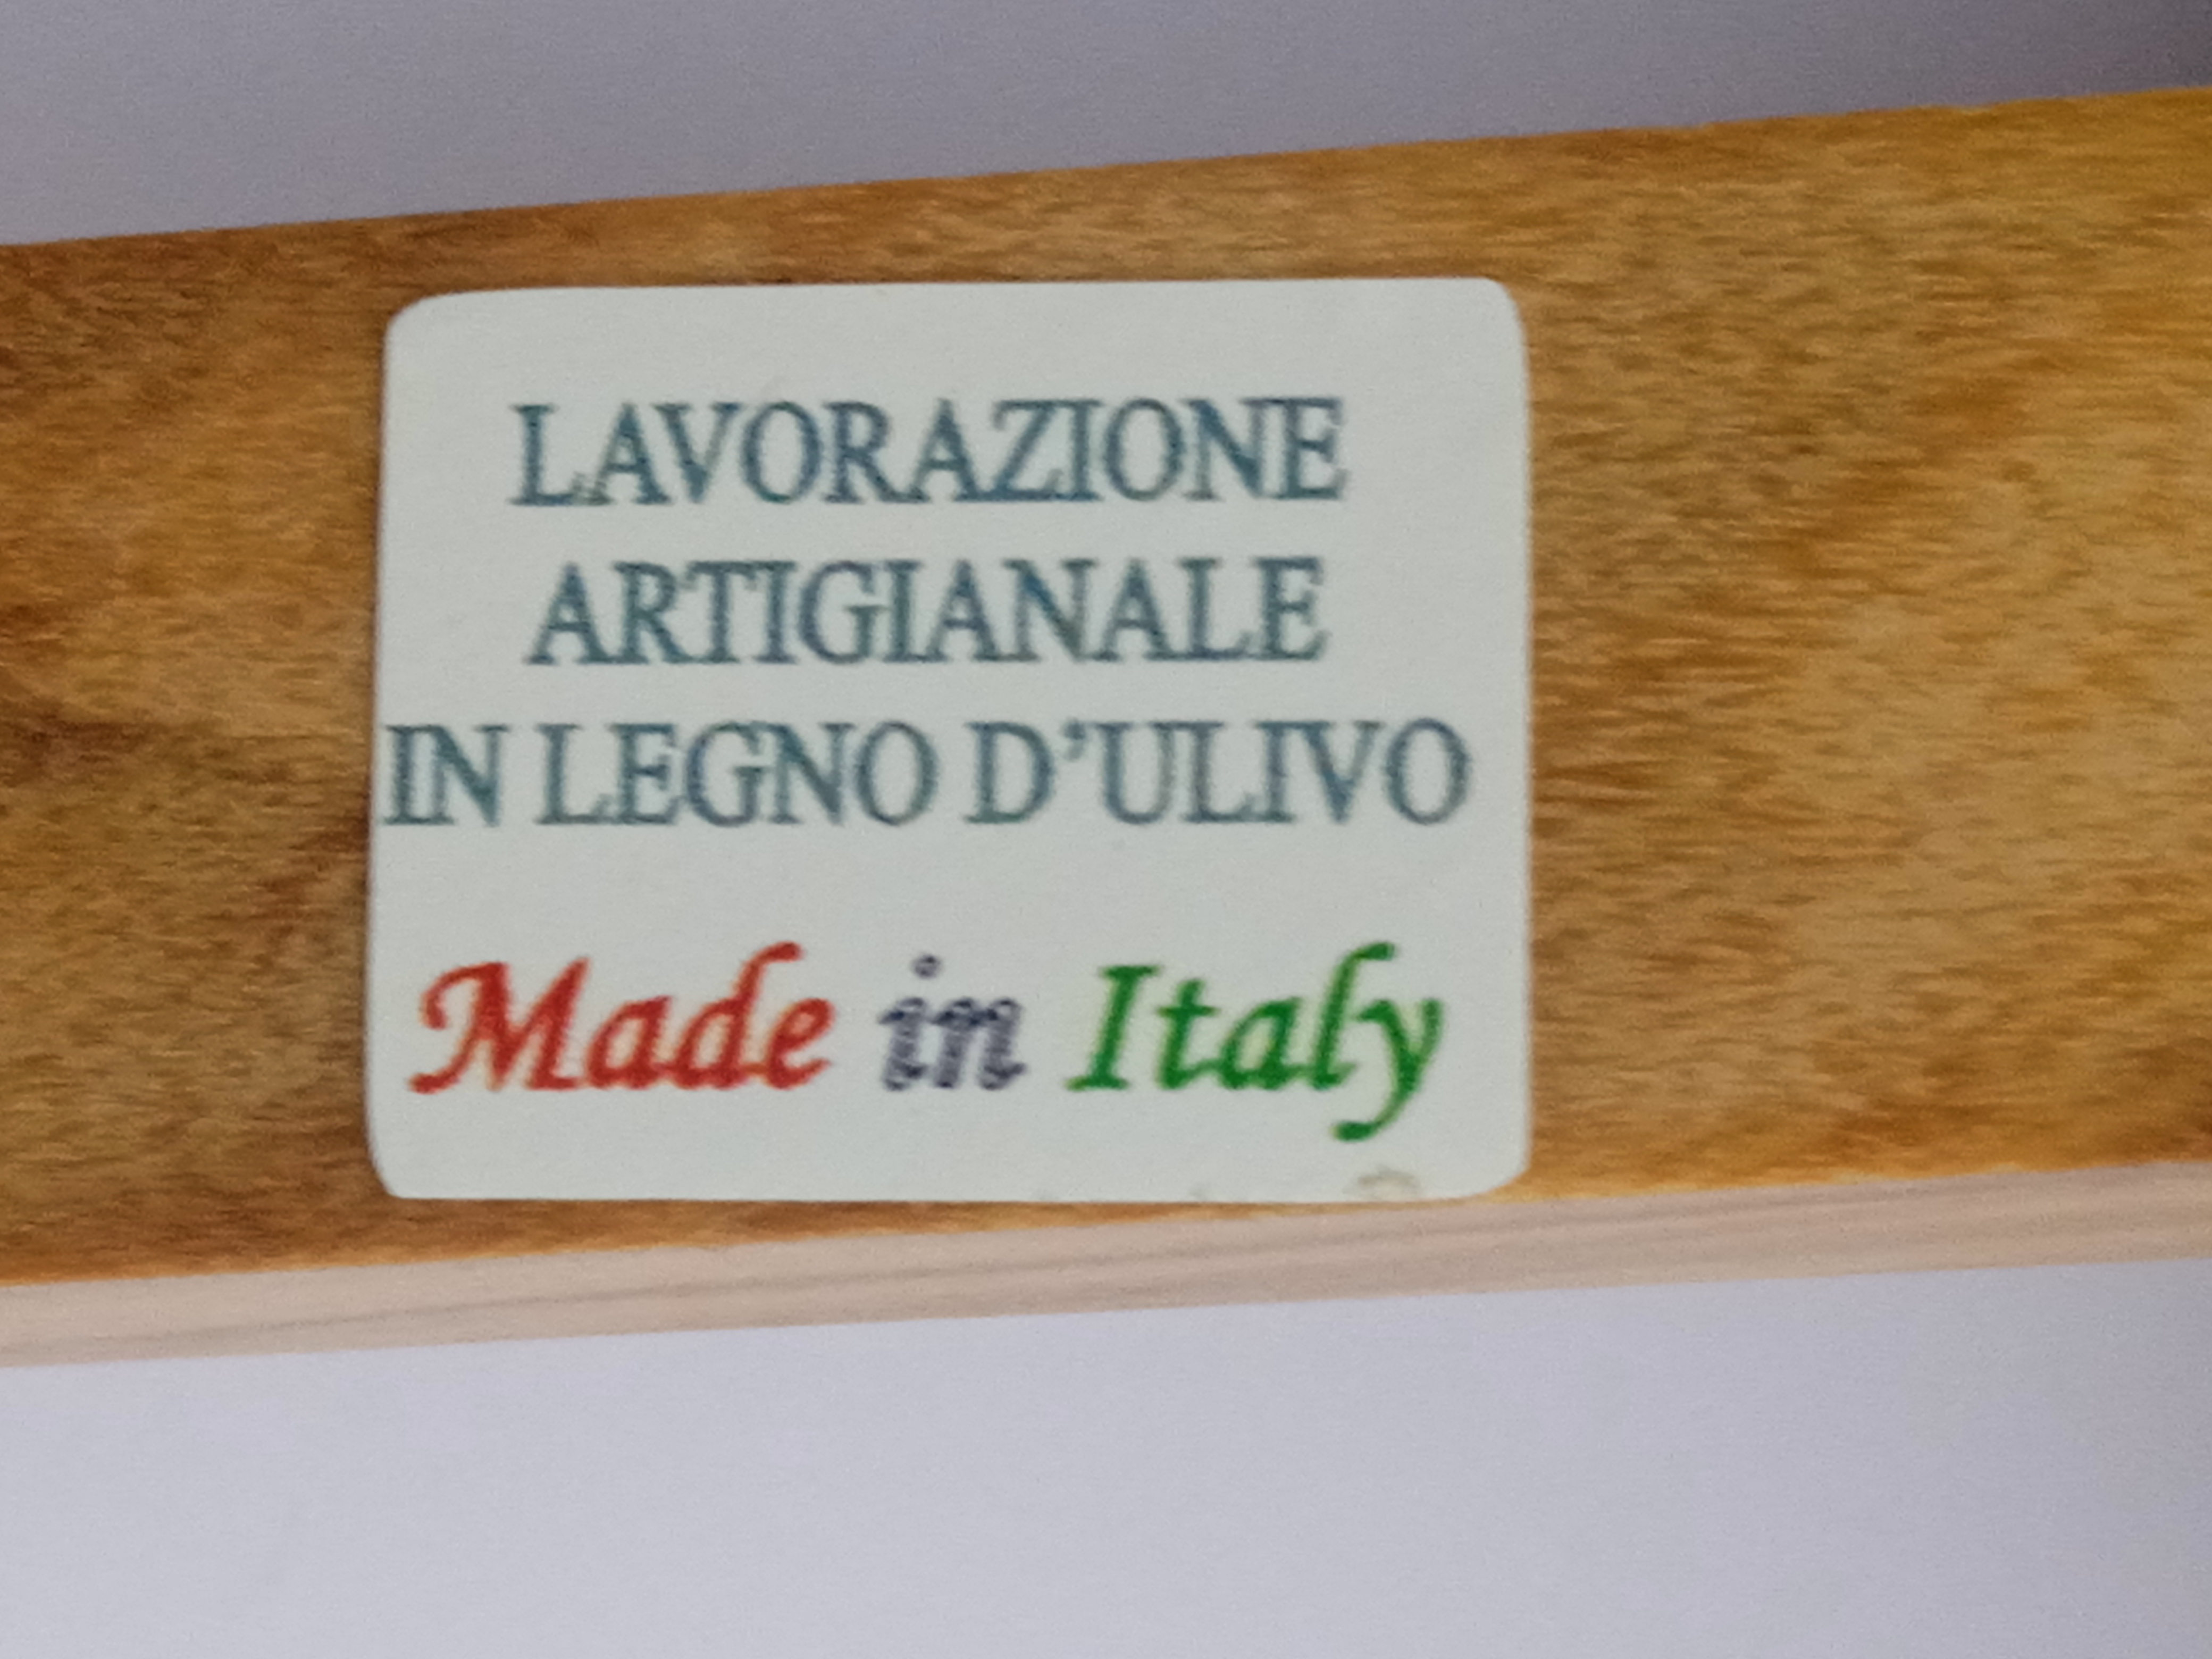 LAVORAZIONE
ARTIGIANALE
IN LEGNO D'ULIVO
Made in Italy